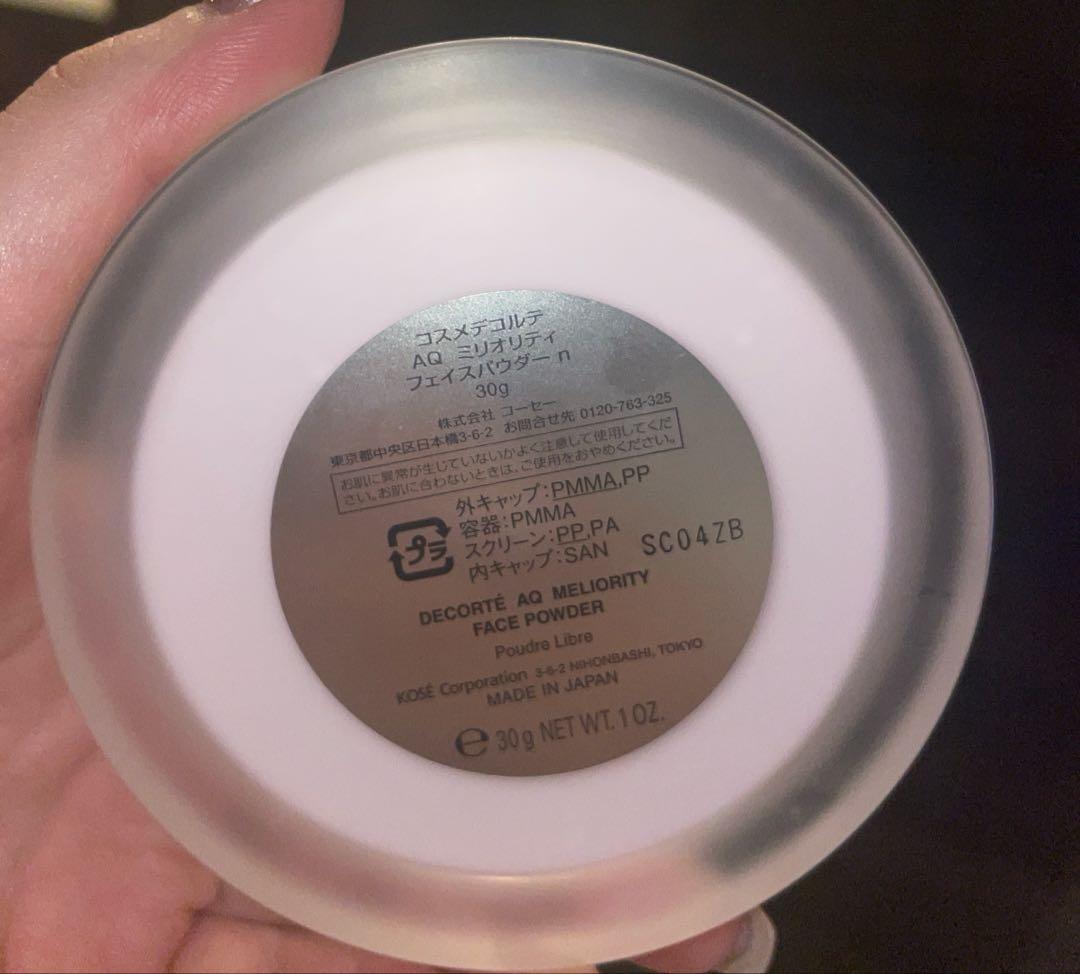 コスメデコルテ
AQ ミリオリティ
フェイスパウダー n
30g
株式会社 コーセー
東京都中央区日本橋3-6-2 お問合せ先 0120-763-325
お肌に異常が生じていないかよく注意して使用してくだ
さい。お肌に合わないときは、ご使用をおやめください。
外キャップ:PMMA,PP
容器:PMMA
スクリーン:PP,PA
内キャップ:SAN
プラ
SC04ZB
DECORTÉ AQ MELIORITY
FACE POWDER
Poudre Libre
KOSÉ Corporation 3-6-2 NIHONBASHI, TOKYO
MADE IN JAPAN
℮ 30g NET WT. 1 OZ.